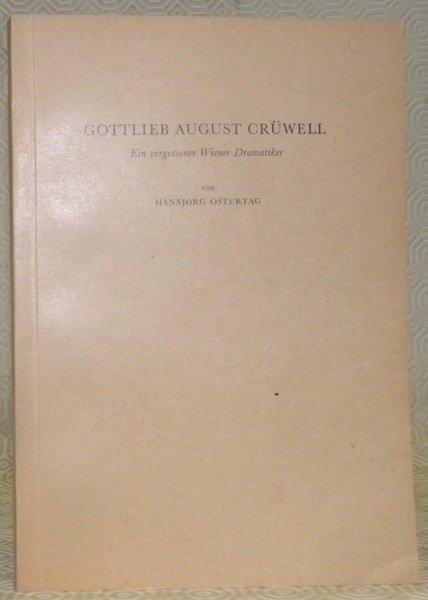 GOTTLIEB AUGUST CRÜWELL
Ein vergessener Wiener Dramatiker
von
HANSJÖRG OSTERTAG